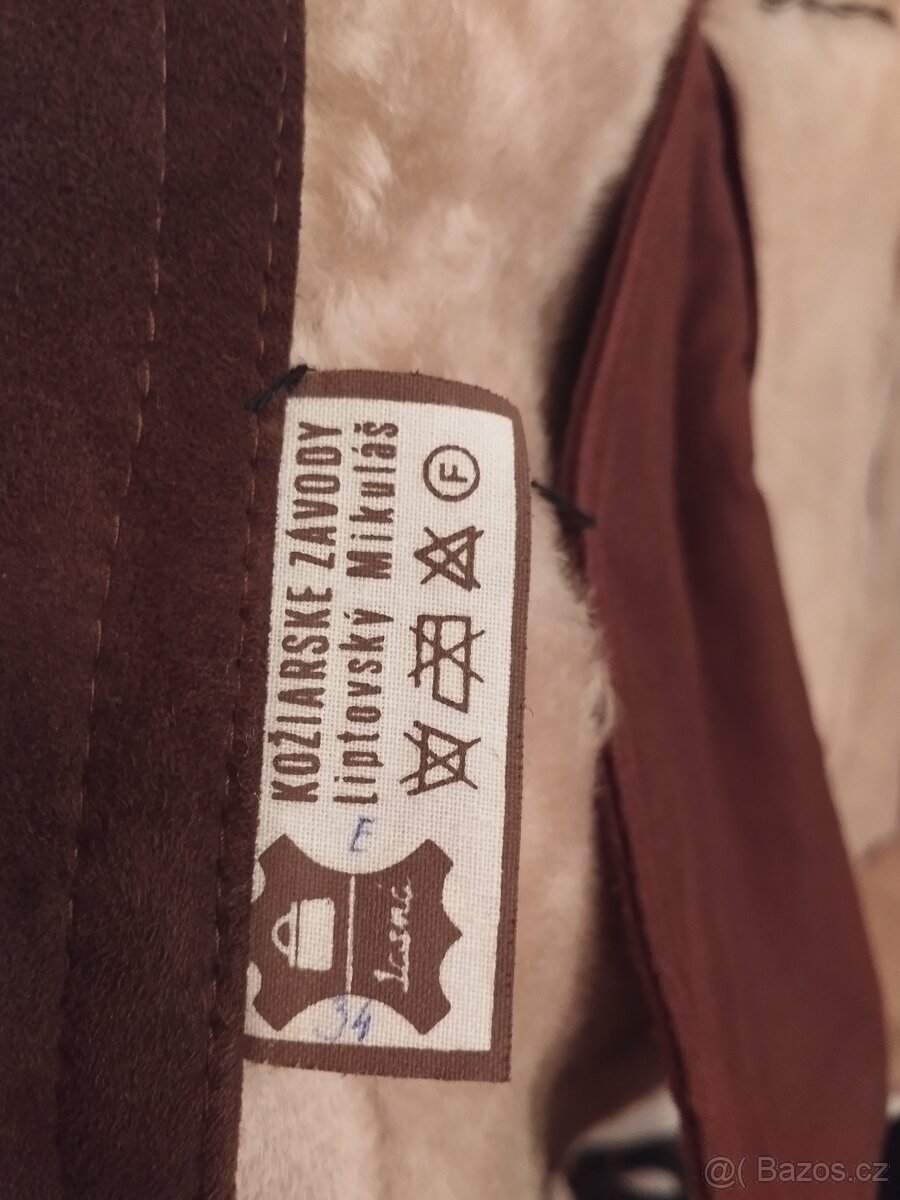 KOŽIARSKE ZÁVODY
Liptovský Mikuláš
F
E
34
@( Bazos.cz